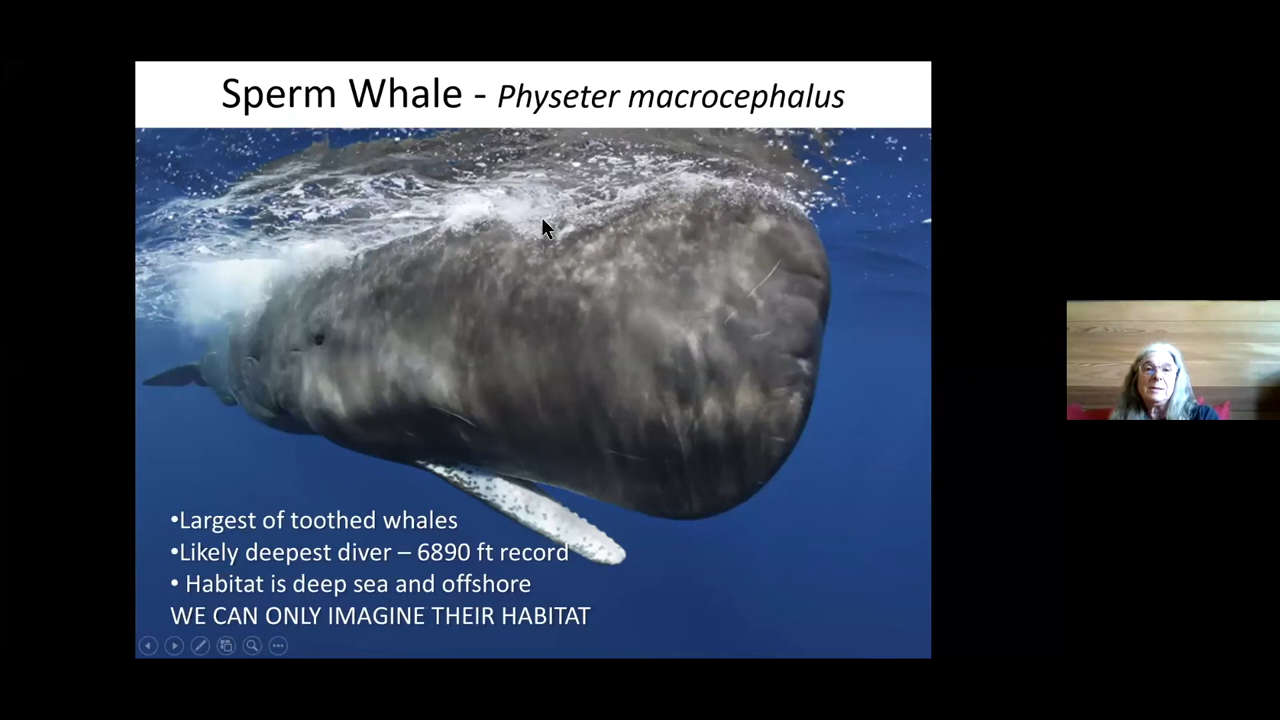 Sperm Whale - Physeter macrocephalus
•Largest of toothed whales
•Likely deepest diver – 6890 ft record
• Habitat is deep sea and offshore
WE CAN ONLY IMAGINE THEIR HABITAT